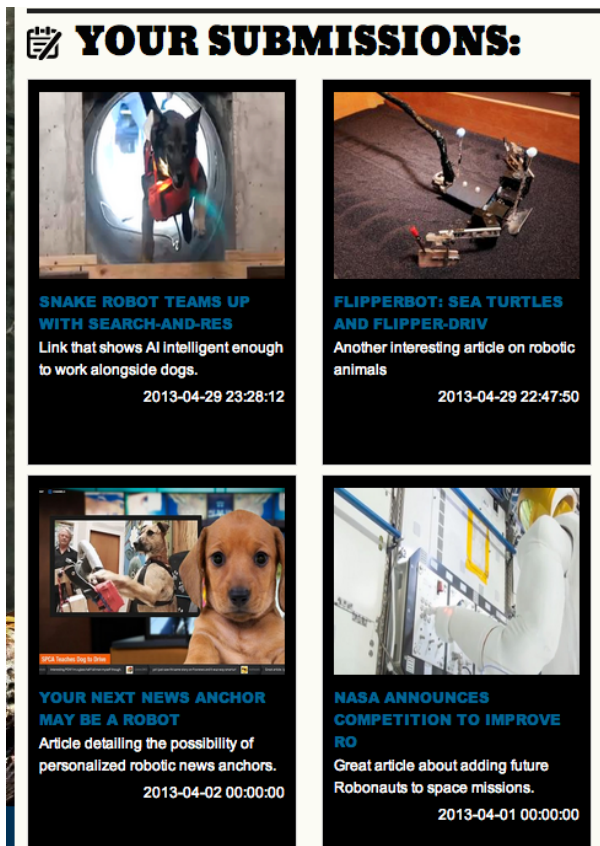 YOUR SUBMISSIONS:
SNAKE ROBOT TEAMS UP
WITH SEARCH-AND-RES
Link that shows AI intelligent enough
to work alongside dogs.
2013-04-29 23:28:12
FLIPPERBOT: SEA TURTLES
AND FLIPPER-DRIV
Another interesting article on robotic
animals
2013-04-29 22:47:50
SPCA Teaches Dog to Drive
YOUR NEXT NEWS ANCHOR
MAY BE A ROBOT
Article detailing the possibility of
personalized robotic news anchors.
2013-04-02 00:00:00
NASA ANNOUNCES
COMPETITION TO IMPROVE
RO
Great article about adding future
Robonauts to space missions.
2013-04-01 00:00:00